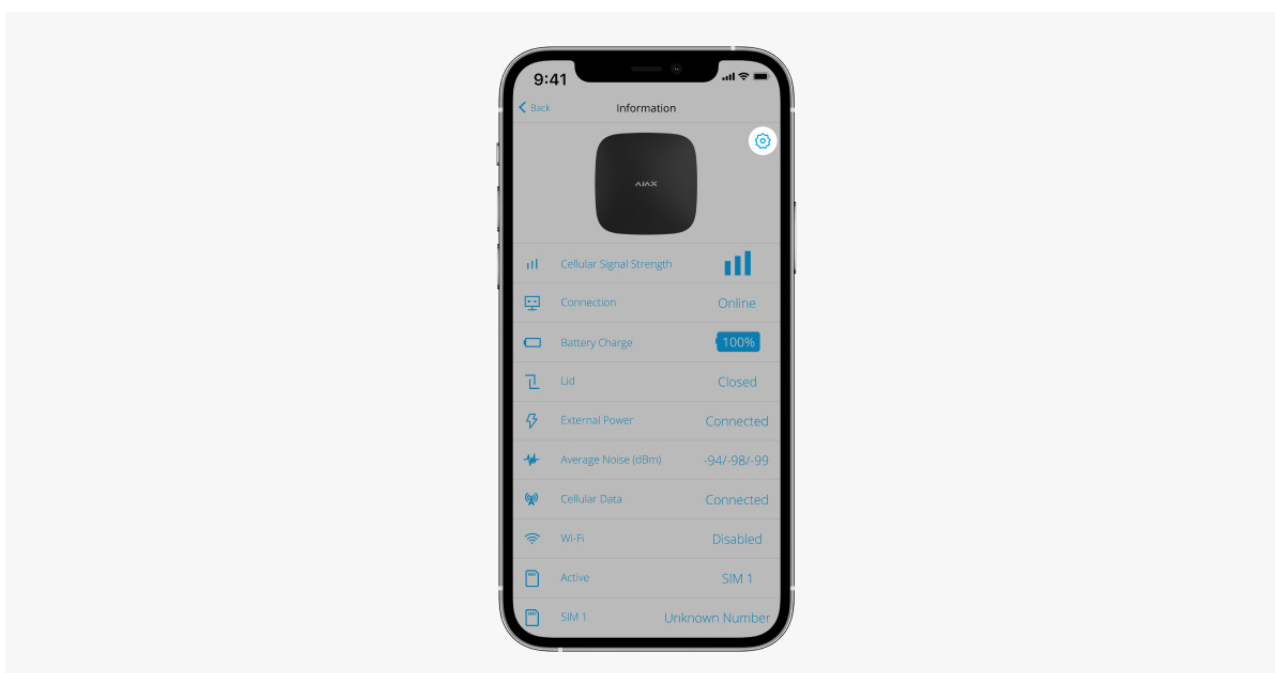 9:41
Back
Information
AJAX
Cellular Signal Strength
Connection Online
Battery Charge 100%
Lid Closed
External Power Connected
Average Noise (dBm) -94/-98/-99
Cellular Data Connected
Wi-Fi Disabled
Active SIM 1
SIM 1 Unknown Number